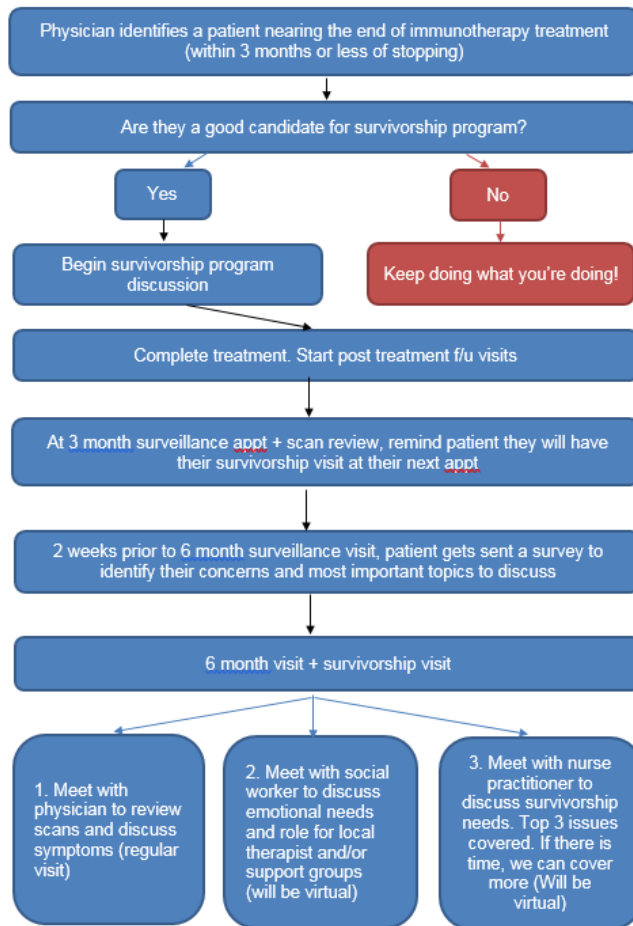 Physician identifies a patient nearing the end of immunotherapy treatment
(within 3 months or less of stopping)
Are they a good candidate for survivorship program?
Yes
No
Begin survivorship program
discussion
Keep doing what you're doing!
Complete treatment. Start post treatment f/u visits
At 3 month surveillance appt + scan review, remind patient they will have
their survivorship visit at their next appt
2 weeks prior to 6 month surveillance visit, patient gets sent a survey to
identify their concerns and most important topics to discuss
6 month visit + survivorship visit
1. Meet with
physician to review
scans and discuss
symptoms (regular
visit)
2. Meet with social
worker to discuss
emotional needs
and role for local
therapist and/or
support groups
(will be virtual)
3. Meet with nurse
practitioner to
discuss survivorship
needs. Top 3 issues
covered. If there is
time, we can cover
more (Will be
virtual)